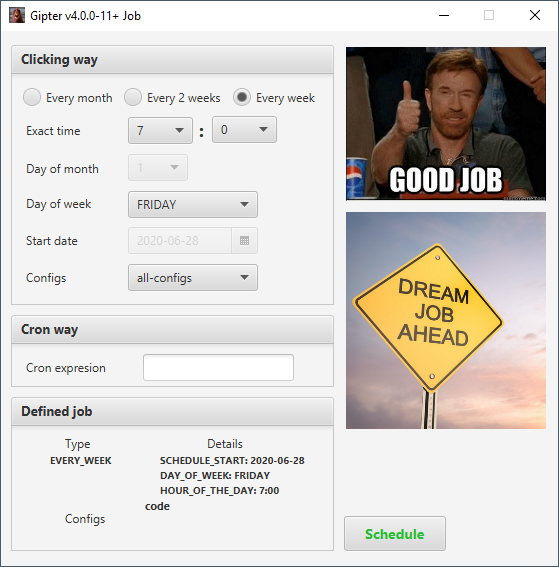 Gipter v4.0.0-11+ Job
Clicking way
Every month Every 2 weeks Every week
Exact time 7 : 0
Day of month 1
Day of week FRIDAY
Start date 2020-06-28
Configs all-configs
Cron way
Cron expresion
Defined job
Type Details
EVERY_WEEK SCHEDULE_START: 2020-06-28
DAY_OF_WEEK: FRIDAY
HOUR_OF_THE_DAY: 7:00
code
Configs
pepsi
GOOD JOB
DREAM
JOB
AHEAD
Schedule